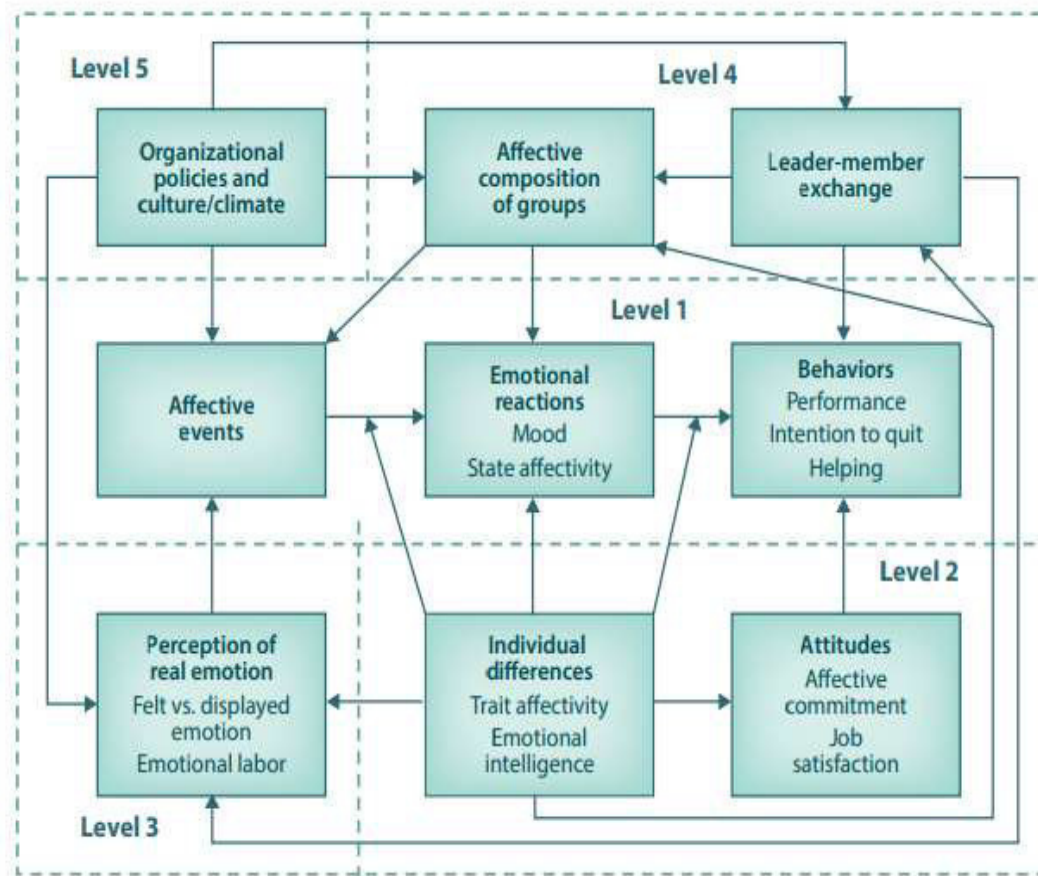 Level 5
Level 4
Organizational
policies and
culture/climate
Affective
composition
of groups
Leader-member
exchange
Level 1
Affective
events
Emotional
reactions
Mood
State affectivity
Behaviors
Performance
Intention to quit
Helping
Level 2
Perception of
real emotion
Felt vs. displayed
emotion
Emotional labor
Individual
differences
Trait affectivity
Emotional
intelligence
Attitudes
Affective
commitment
Job
satisfaction
Level 3